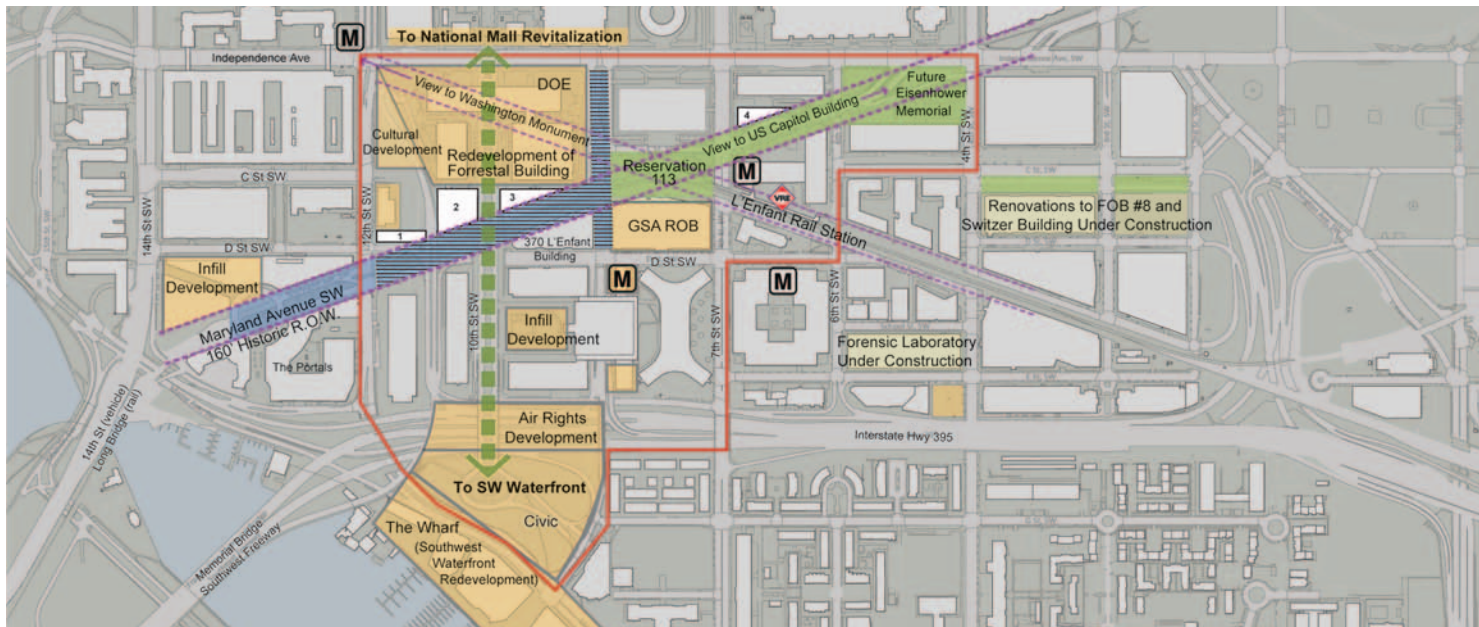 M
To National Mall Revitalization
Independence Ave
DOE
Future
Eisenhower
Memorial
View to Washington Monument
View to US Capitol Building
4
4th St SW
Cultural
Development
Redevelopment of
Forrestal Building
Reservation
113
M
VRE
C St SW
L'Enfant Rail Station
14th St SW
12th St SW
2
3
1
GSA ROB
Renovations to FOB #8 and
Switzer Building Under Construction
D St SW
370 L'Enfant
Building
D St SW
M
M
Infill
Development
Maryland Avenue SW
160' Historic R.O.W.
10th St SW
7th St SW
6th St SW
Infill
Development
Forensic Laboratory
Under Construction
The Portals
14th St (vehicle)
Long Bridge (rail)
Air Rights
Development
Interstate Hwy 395
To SW Waterfront
Civic
The Wharf
(Southwest
Waterfront
Redevelopment)
Memorial Bridge
Southwest Freeway
G St, SW